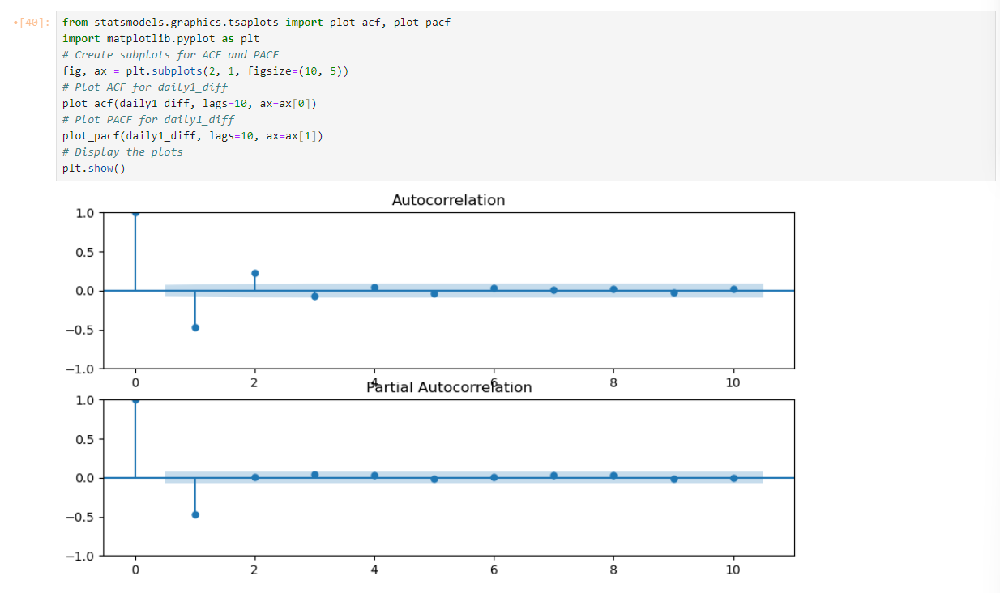 [40]:
from statsmodels.graphics.tsaplots import plot_acf, plot_pacf
import matplotlib.pyplot as plt
# Create subplots for ACF and PACF
fig, ax = plt.subplots(2, 1, figsize=(10, 5))
# Plot ACF for daily1_diff
plot_acf(daily1_diff, lags=10, ax=ax[0])
# Plot PACF for daily1_diff
plot_pacf(daily1_diff, lags=10, ax=ax[1])
# Display the plots
plt.show()
Autocorrelation
1.0
0.5
0.0
−0.5
−1.0
0 2 4 6 8 10
Partial Autocorrelation
1.0
0.5
0.0
−0.5
−1.0
0 2 4 6 8 10